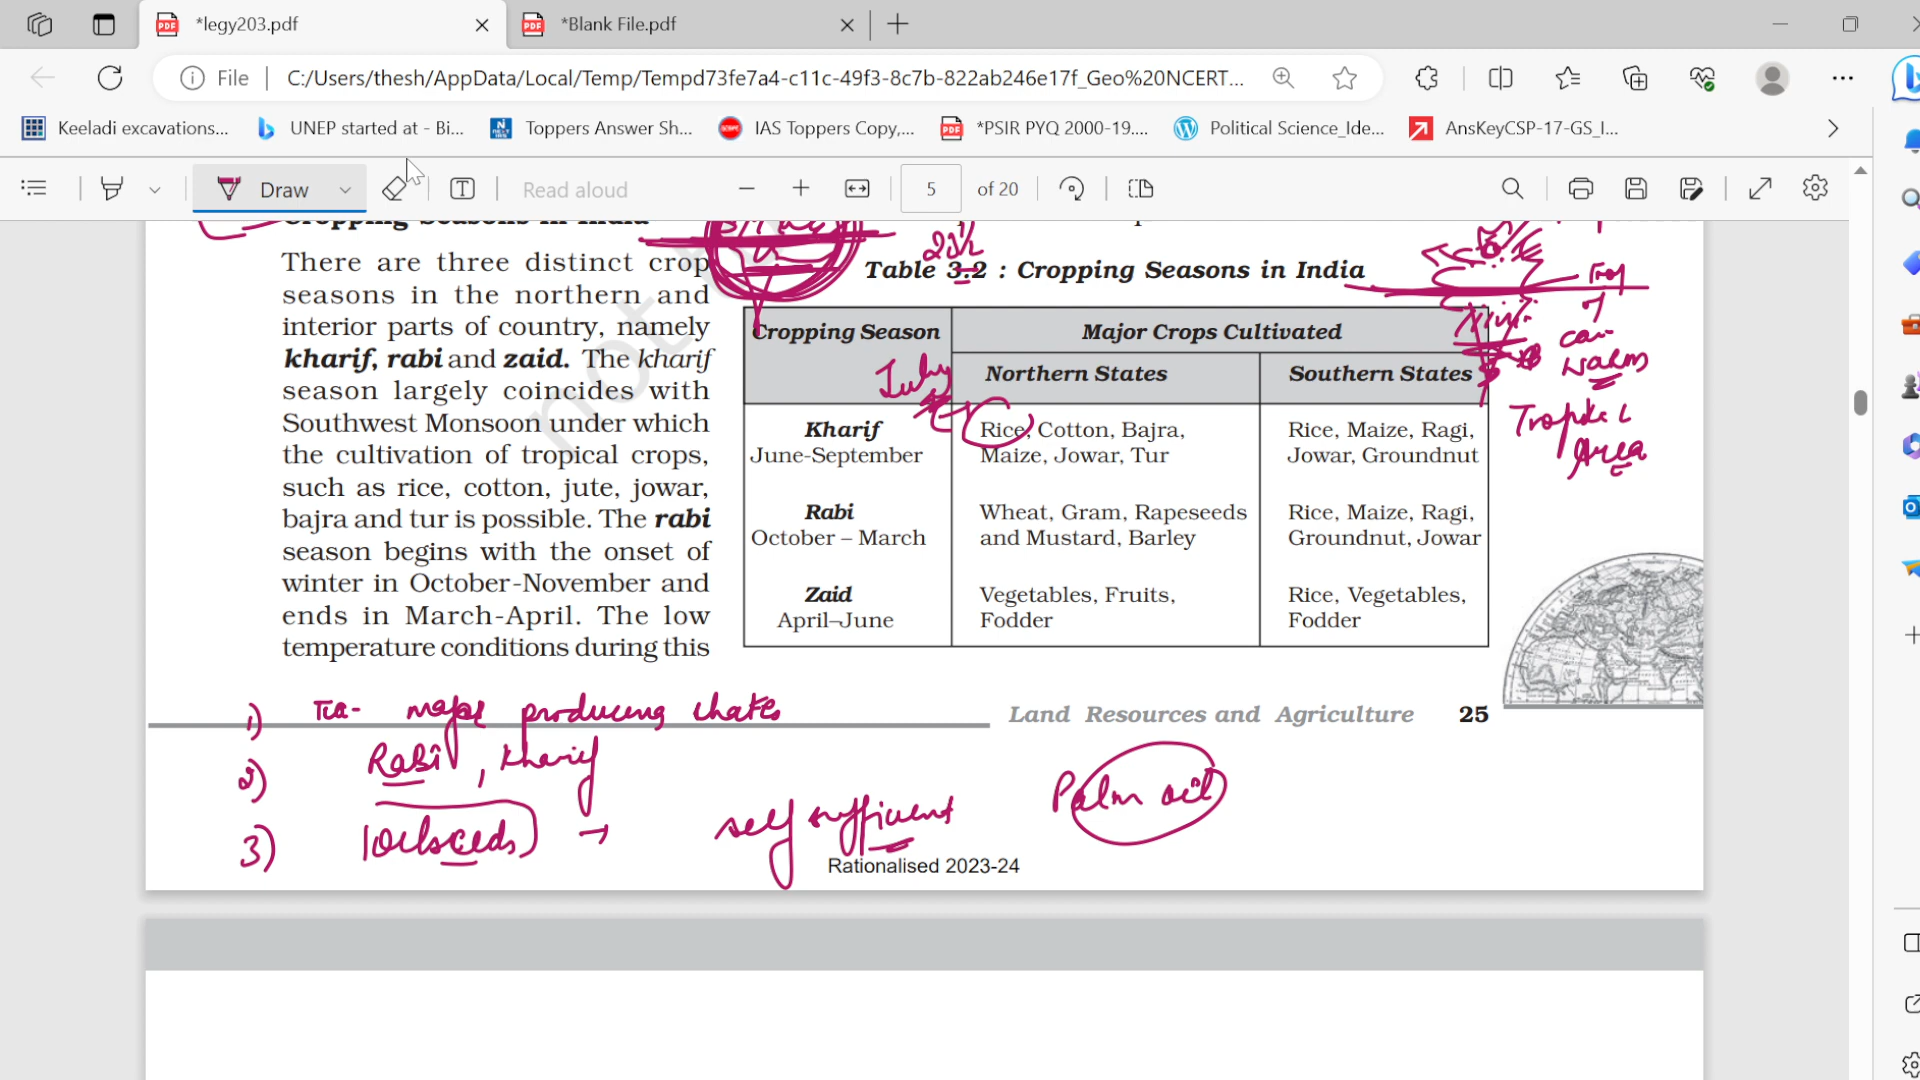 *legy203.pdf
*Blank File.pdf
File
C:/Users/thesh/AppData/Local/Temp/Tempd73fe7a4-c11c-49f3-8c7b-822ab246e17f_Geo%20NCERT...
Keeladi excavations...
UNEP started at - Bi...
Toppers Answer Sh...
IAS Toppers Copy,...
*PSIR PYQ 2000-19....
Political Science_Ide...
AnsKeyCSP-17-GS_I...
Draw
Read aloud
5
of 20
Cropping Seasons in India
There are three distinct crop
seasons in the northern and
interior parts of country, namely
kharif, rabi and zaid. The kharif
season largely coincides with
Southwest Monsoon under which
the cultivation of tropical crops,
such as rice, cotton, jute, jowar,
bajra and tur is possible. The rabi
season begins with the onset of
winter in October-November and
ends in March-April. The low
temperature conditions during this
not
Table 3.2 : Cropping Seasons in India
Cropping Season
Major Crops Cultivated
Northern States
Southern States
July
Kharif
June-September
Rice, Cotton, Bajra,
Maize, Jowar, Tur
Rice, Maize, Ragi,
Jowar, Groundnut
Rabi
October – March
Wheat, Gram, Rapeseeds
and Mustard, Barley
Rice, Maize, Ragi,
Groundnut, Jowar
Zaid
April–June
Vegetables, Fruits,
Fodder
Rice, Vegetables,
Fodder
warm
Area
Land Resources and Agriculture 25
1) Tea- major producing states
2) Rabi, Kharif
3) oilseeds → self sufficient
Palm oil
Rationalised 2023-24